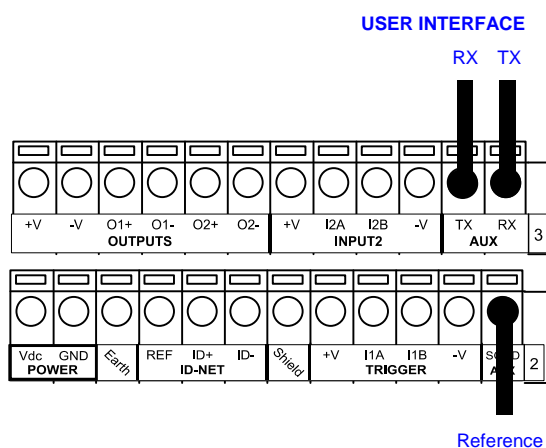 USER INTERFACE
RX TX
+V -V O1+ O1- O2+ O2- +V I2A I2B -V TX RX
OUTPUTS INPUT2 AUX 3
Vdc GND Earth REF ID+ ID- Shield +V I1A I1B -V
POWER ID-NET TRIGGER 2
Reference